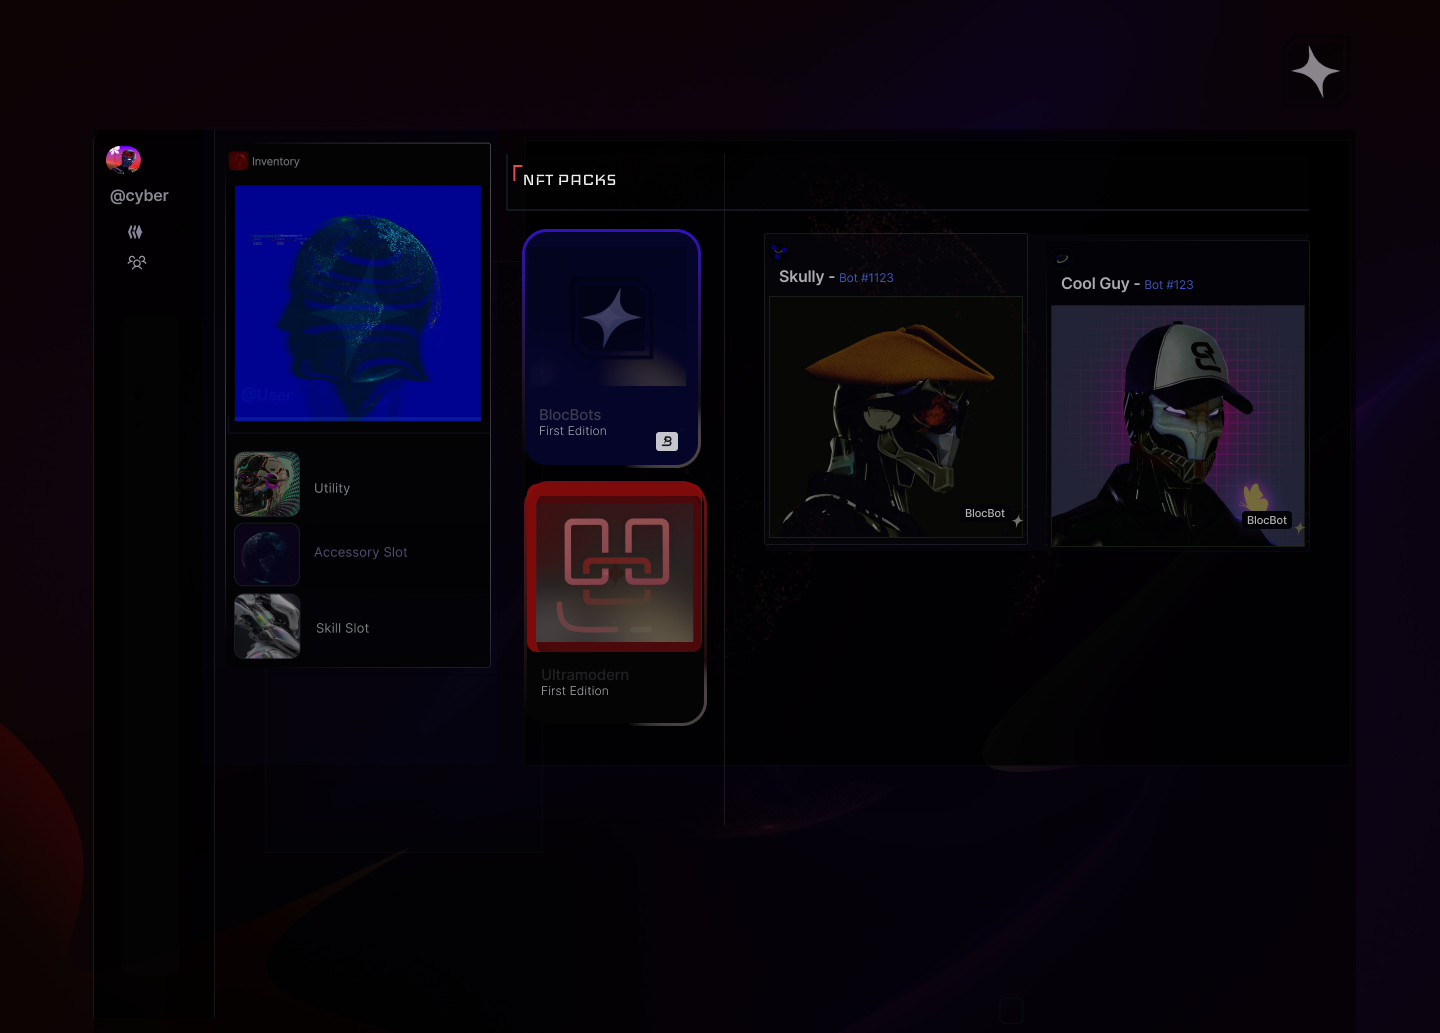 @cyber
Inventory
@User
Utility
Accessory Slot
Skill Slot
NFT PACKS
BlocBots
First Edition
Ultramodern
First Edition
Skully - Bot #1123
BlocBot
Cool Guy - Bot #123
BlocBot